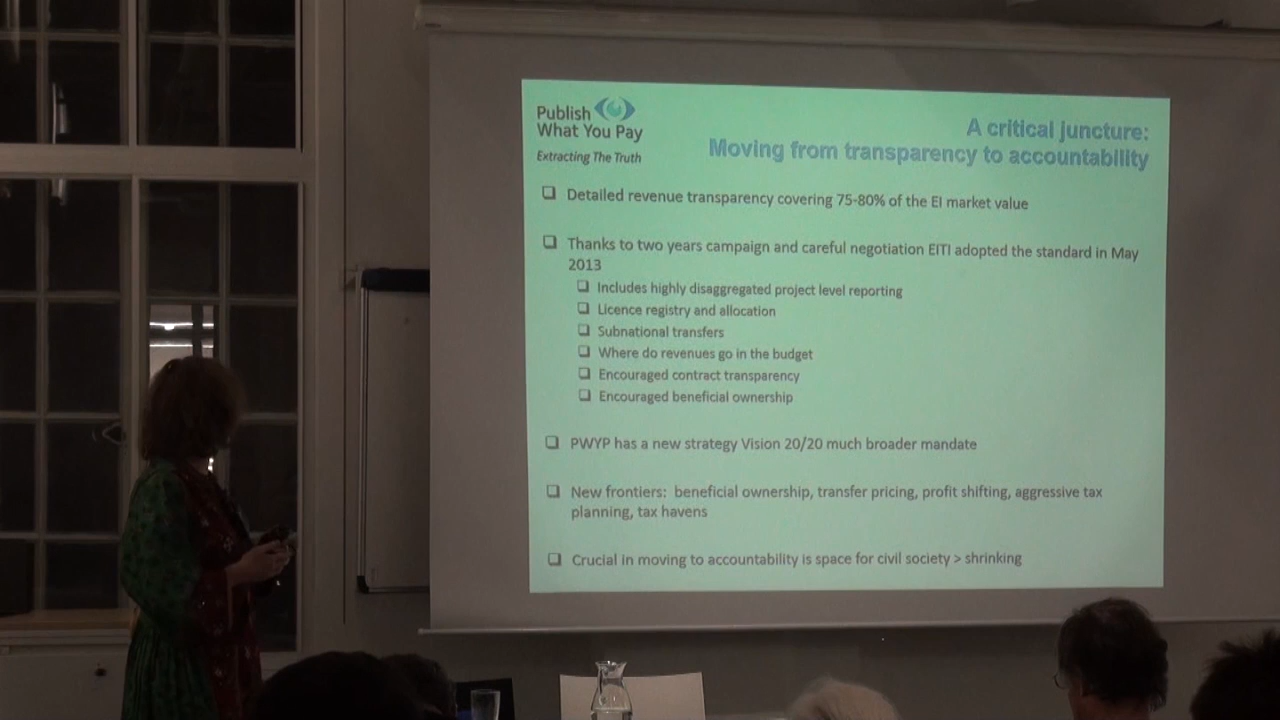 Publish
What You Pay
Extracting The Truth
A critical juncture:
Moving from transparency to accountability
Detailed revenue transparency covering 75-80% of the EI market value
Thanks to two years campaign and careful negotiation EITI adopted the standard in May
2013
Includes highly disaggregated project level reporting
Licence registry and allocation
Subnational transfers
Where do revenues go in the budget
Encouraged contract transparency
Encouraged beneficial ownership
PWYP has a new strategy Vision 20/20 much broader mandate
New frontiers: beneficial ownership, transfer pricing, profit shifting, aggressive tax
planning, tax havens
Crucial in moving to accountability is space for civil society > shrinking